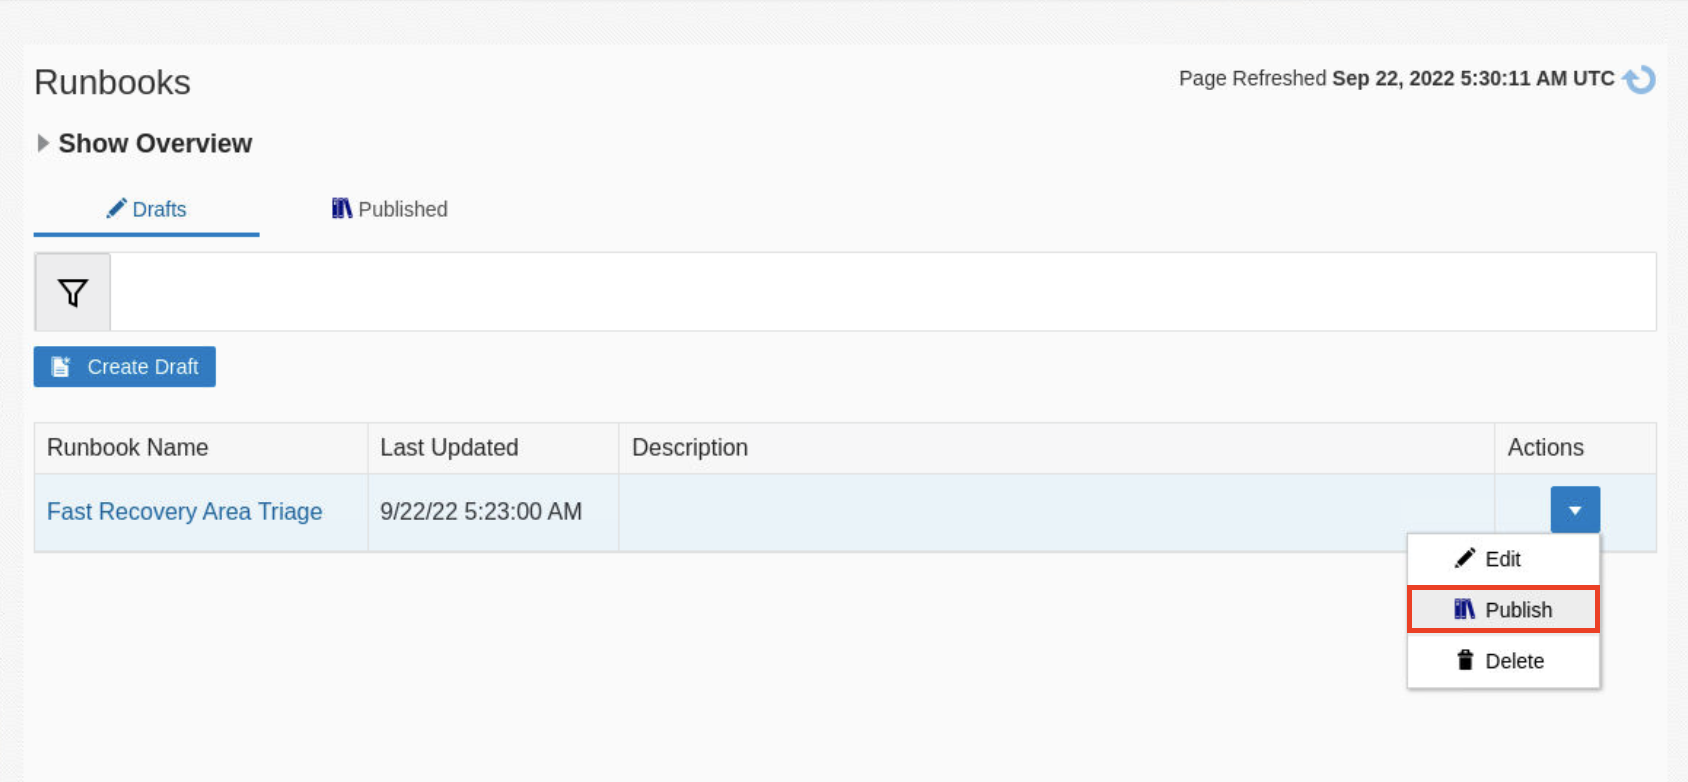 Runbooks
Page Refreshed Sep 22, 2022 5:30:11 AM UTC
Show Overview
Drafts Published
Create Draft
Runbook Name Last Updated Description Actions
Fast Recovery Area Triage 9/22/22 5:23:00 AM
Edit
Publish
Delete